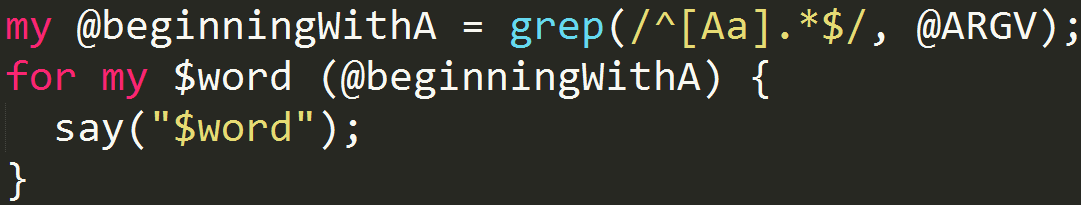 my @beginningWithA = grep(/^[Aa].*$/, @ARGV);
for my $word (@beginningWithA) {
  say("$word");
}